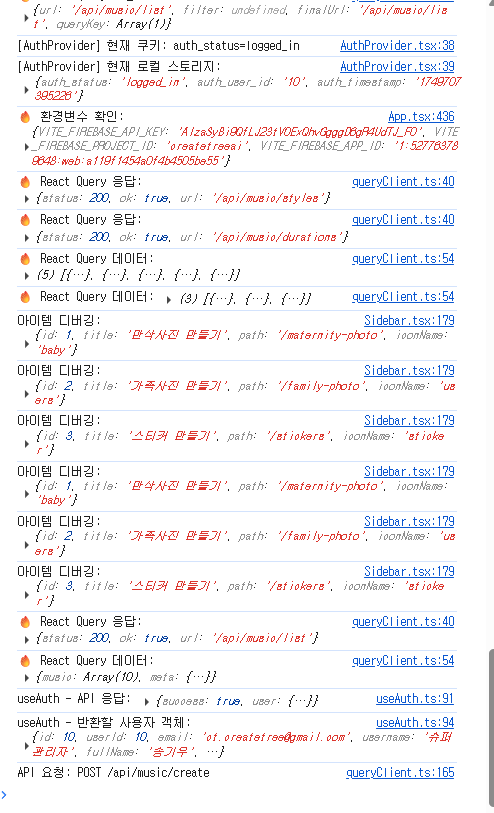 {url: '/api/music/list', filter: undefined, finalUrl: '/api/music/li
st', queryKey: Array(1)}
[AuthProvider] 현재 쿠키: auth_status=logged_in AuthProvider.tsx:38
[AuthProvider] 현재 로컬 스토리지: AuthProvider.tsx:39
{auth_status: 'logged_in', auth_user_id: '10', auth_timestamp: '1749707
395226'}
🔥 환경변수 확인: App.tsx:436
VITE_FIREBASE_API_KEY:
VITE
_FIREBASE_PROJECT_ID: 'createtreeai', VITE_FIREBASE_APP_ID:
🔥 React Query 응답: queryClient.ts:40
{status: 200, ok: true, url: '/api/music/styles'}
🔥 React Query 응답: queryClient.ts:40
{status: 200, ok: true, url: '/api/music/durations'}
🔥 React Query 데이터: queryClient.ts:54
(5) [{…}, {…}, {…}, {…}, {…}]
🔥 React Query 데이터: (3) [{…}, {…}, {…}] queryClient.ts:54
아이템 디버깅: Sidebar.tsx:179
{id: 1, title: '만삭사진 만들기', path: '/maternity-photo', iconName:
'baby'}
아이템 디버깅: Sidebar.tsx:179
{id: 2, title: '가족사진 만들기', path: '/family-photo', iconName: 'us
ers'}
아이템 디버깅: Sidebar.tsx:179
{id: 3, title: '스티커 만들기', path: '/stickers', iconName: 'sticke
r'}
아이템 디버깅: Sidebar.tsx:179
{id: 1, title: '만삭사진 만들기', path: '/maternity-photo', iconName:
'baby'}
아이템 디버깅: Sidebar.tsx:179
{id: 2, title: '가족사진 만들기', path: '/family-photo', iconName: 'us
ers'}
아이템 디버깅: Sidebar.tsx:179
{id: 3, title: '스티커 만들기', path: '/stickers', iconName: 'sticke
r'}
🔥 React Query 응답: queryClient.ts:40
{status: 200, ok: true, url: '/api/music/list'}
🔥 React Query 데이터: queryClient.ts:54
{music: Array(10), meta: {…}}
useAuth - API 응답: {success: true, user: {…}} useAuth.ts:91
useAuth - 반환할 사용자 객체: useAuth.ts:94
{id: 10, userId: 10, email: 'ct.createtree@gmail.com', username: '슈퍼
관리자', fullName: '송기우', …}
API 요청: POST /api/music/create queryClient.ts:165